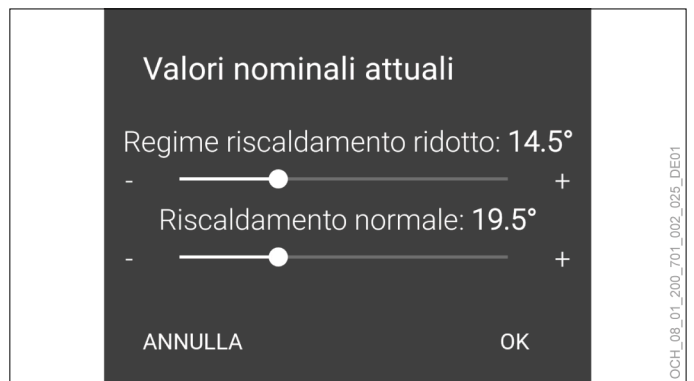 Valori nominali attuali
Regime riscaldamento ridotto: 14.5°
- +
Riscaldamento normale: 19.5°
- +
ANNULLA OK
OCH_08_01_200_701_002_025_DE01